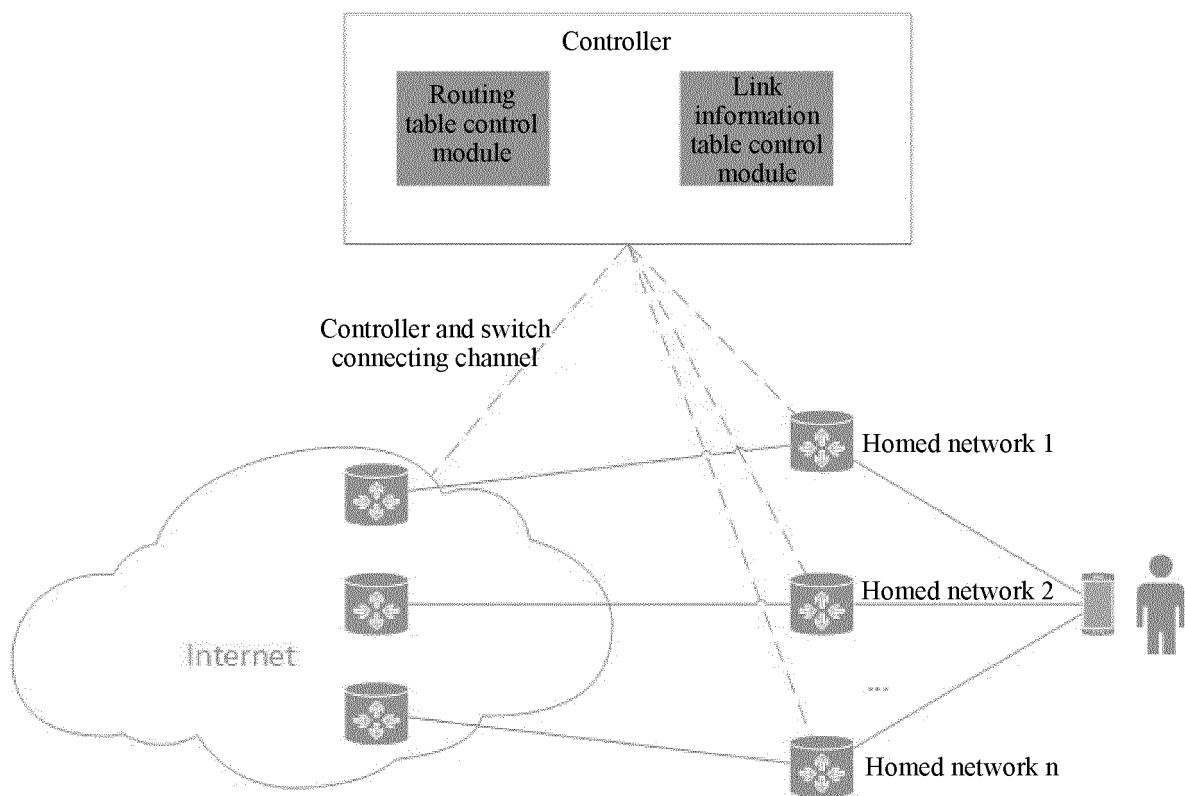 Controller
Routing
table control
module
Link
information
table control
module
Controller and switch
connecting channel
Homed network 1
Homed network 2
Internet
...
Homed network n